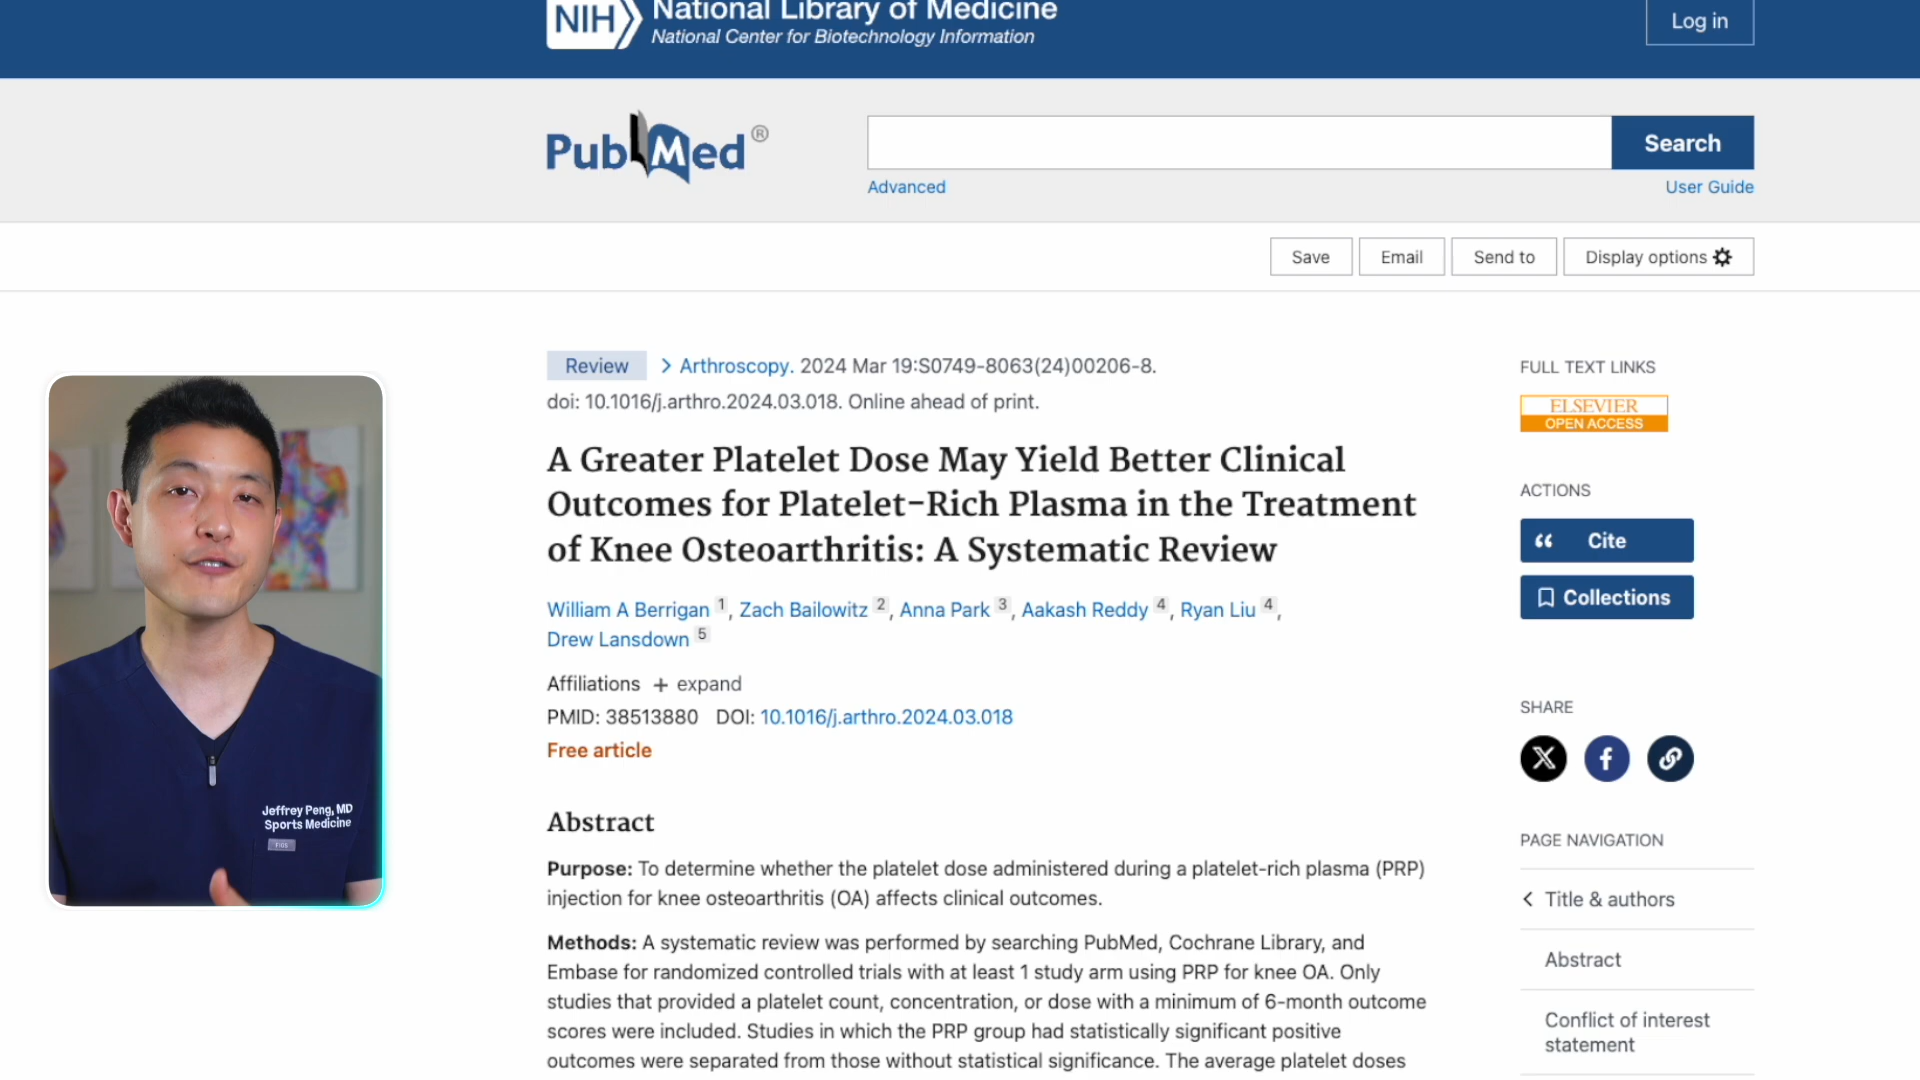 NIH National Library of Medicine
National Center for Biotechnology Information
Log in
PubMed®
Search
Advanced
User Guide
Save
Email
Send to
Display options
Review
Arthroscopy. 2024 Mar 19:S0749-8063(24)00206-8.
doi: 10.1016/j.arthro.2024.03.018. Online ahead of print.
A Greater Platelet Dose May Yield Better Clinical
Outcomes for Platelet-Rich Plasma in the Treatment
of Knee Osteoarthritis: A Systematic Review
William A Berrigan 1, Zach Bailowitz 2, Anna Park 3, Aakash Reddy 4, Ryan Liu 4,
Drew Lansdown 5
Affiliations + expand
PMID: 38513880 DOI: 10.1016/j.arthro.2024.03.018
Free article
Abstract
Purpose: To determine whether the platelet dose administered during a platelet-rich plasma (PRP)
injection for knee osteoarthritis (OA) affects clinical outcomes.
Methods: A systematic review was performed by searching PubMed, Cochrane Library, and
Embase for randomized controlled trials with at least 1 study arm using PRP for knee OA. Only
studies that provided a platelet count, concentration, or dose with a minimum of 6-month outcome
scores were included. Studies in which the PRP group had statistically significant positive
outcomes were separated from those without statistical significance. The average platelet doses
FULL TEXT LINKS
ELSEVIER
OPEN ACCESS
ACTIONS
Cite
Collections
SHARE
PAGE NAVIGATION
Title & authors
Abstract
Conflict of interest
statement
Jeffrey Peng, MD
Sports Medicine
FIGS